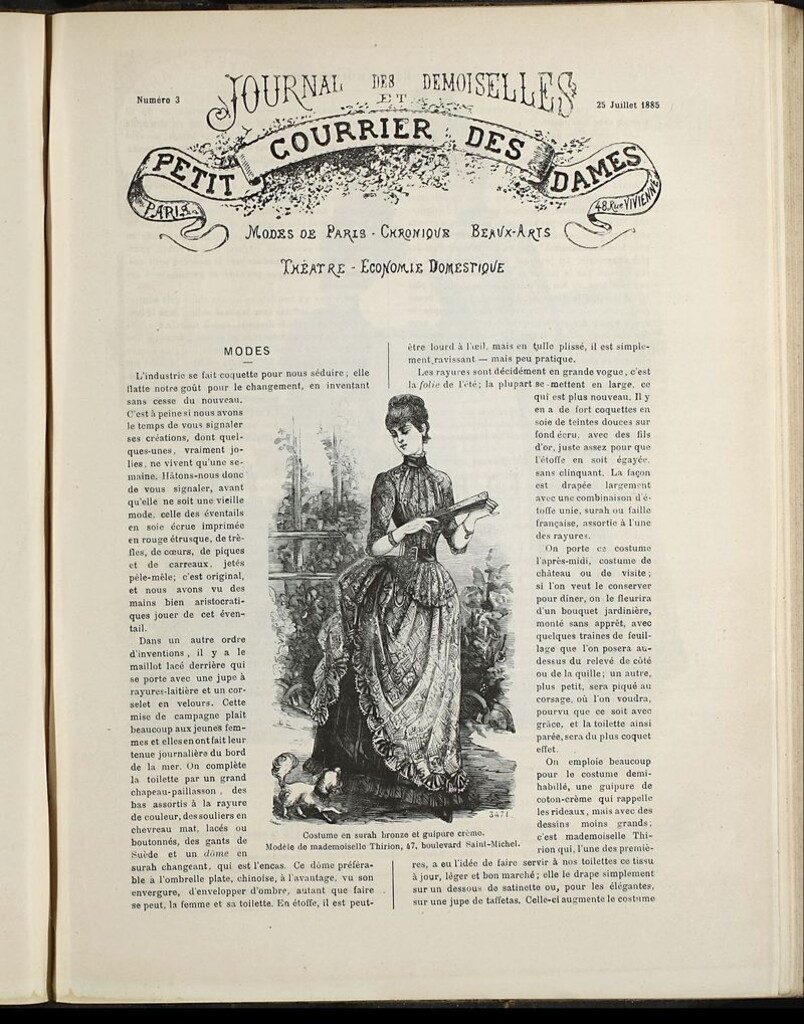 Numéro 3
JOURNAL DES DEMOISELLES
ET
25 Juillet 1885
PETIT COURRIER DES DAMES
PARIS
48 Rue VIVIENNE
MODES DE PARIS - CHRONIQUE BEAUX-ARTS
THÉATRE - ECONOMIE DOMESTIQUE
MODES
L'industrie se fait coquette pour nous séduire ; elle
flatte notre goût pour le changement, en inventant
sans cesse du nouveau.
C'est à peine si nous avons
le temps de vous signaler
ses créations, dont quel-
ques-unes, vraiment jo-
lies, ne vivent qu'une se-
maine. Hâtons-nous donc
de vous signaler, avant
qu'elle ne soit une vieille
mode, celle des éventails
en soie écrue imprimée
en rouge étrusque, de trè-
fles, de cœurs, de piques
et de carreaux, jetés
pêle-mêle; c'est original,
et nous avons vu des
mains bien aristocrati-
ques jouer de cet éven-
tail.
Dans un autre ordre
d'inventions, il y a le
maillot lacé derrière qui
se porte avec une jupe à
rayures-laitière et un cor-
selet en velours. Cette
mise de campagne plait
beaucoup aux jeunes fem-
mes et elles en ont fait leur
tenue journalière du bord
de la mer. On complète
la toilette par un grand
chapeau-paillasson, des
bas assortis à la rayure
de couleur, des souliers en
chevreau mat, lacés ou
boutonnés, des gants de
Suède et un dôme en
surah changeant, qui est l'encas. Ce dôme préféra-
ble à l'ombrelle plate, chinoise, à l'avantage, vu son
envergure, d'envelopper d'ombre, autant que faire
se peut, la femme et sa toilette. En étoffe, il est peut-
3471
Costume en surah bronze et guipure crème.
Modèle de mademoiselle Thirion, 47, boulevard Saint-Michel.
être lourd à l'œil, mais en tulle plissé, il est simple-
ment ravissant — mais peu pratique.
Les rayures sont décidément en grande vogue, c'est
la folie de l'été; la plupart se mettent en large, ce
qui est plus nouveau. Il y
en a de fort coquettes en
soie de teintes douces sur
fond écru, avec des fils
d'or, juste assez pour que
l'étoffe en soit égayée,
sans clinquant. La façon
est drapée largement
avec une combinaison d'é-
toffe unie, surah ou faille
française, assortie à l'une
des rayures.
On porte ce costume
l'après-midi, costume de
château ou de visite;
si l'on veut le conserver
pour diner, on le fleurira
d'un bouquet jardinière,
monté sans apprêt, avec
quelques traines de feuil-
lage que l'on posera au-
dessus du relevé de côté
ou de la quille; un autre,
plus petit, sera piqué au
corsage, où l'on voudra,
pourvu que ce soit avec
grâce, et la toilette ainsi
parée, sera du plus coquet
effet.
On emploie beaucoup
pour le costume demi-
habillé, une guipure de
coton-crème qui rappelle
les rideaux, mais avec des
dessins moins grands;
c'est mademoiselle Thi-
rion qui, l'une des premiè-
res, a eu l'idée de faire servir à nos toilettes ce tissu
à jour, léger et bon marché; elle le drape simplement
sur un dessous de satinette ou, pour les élégantes,
sur une jupe de taffetas. Celle-ci augmente le costume